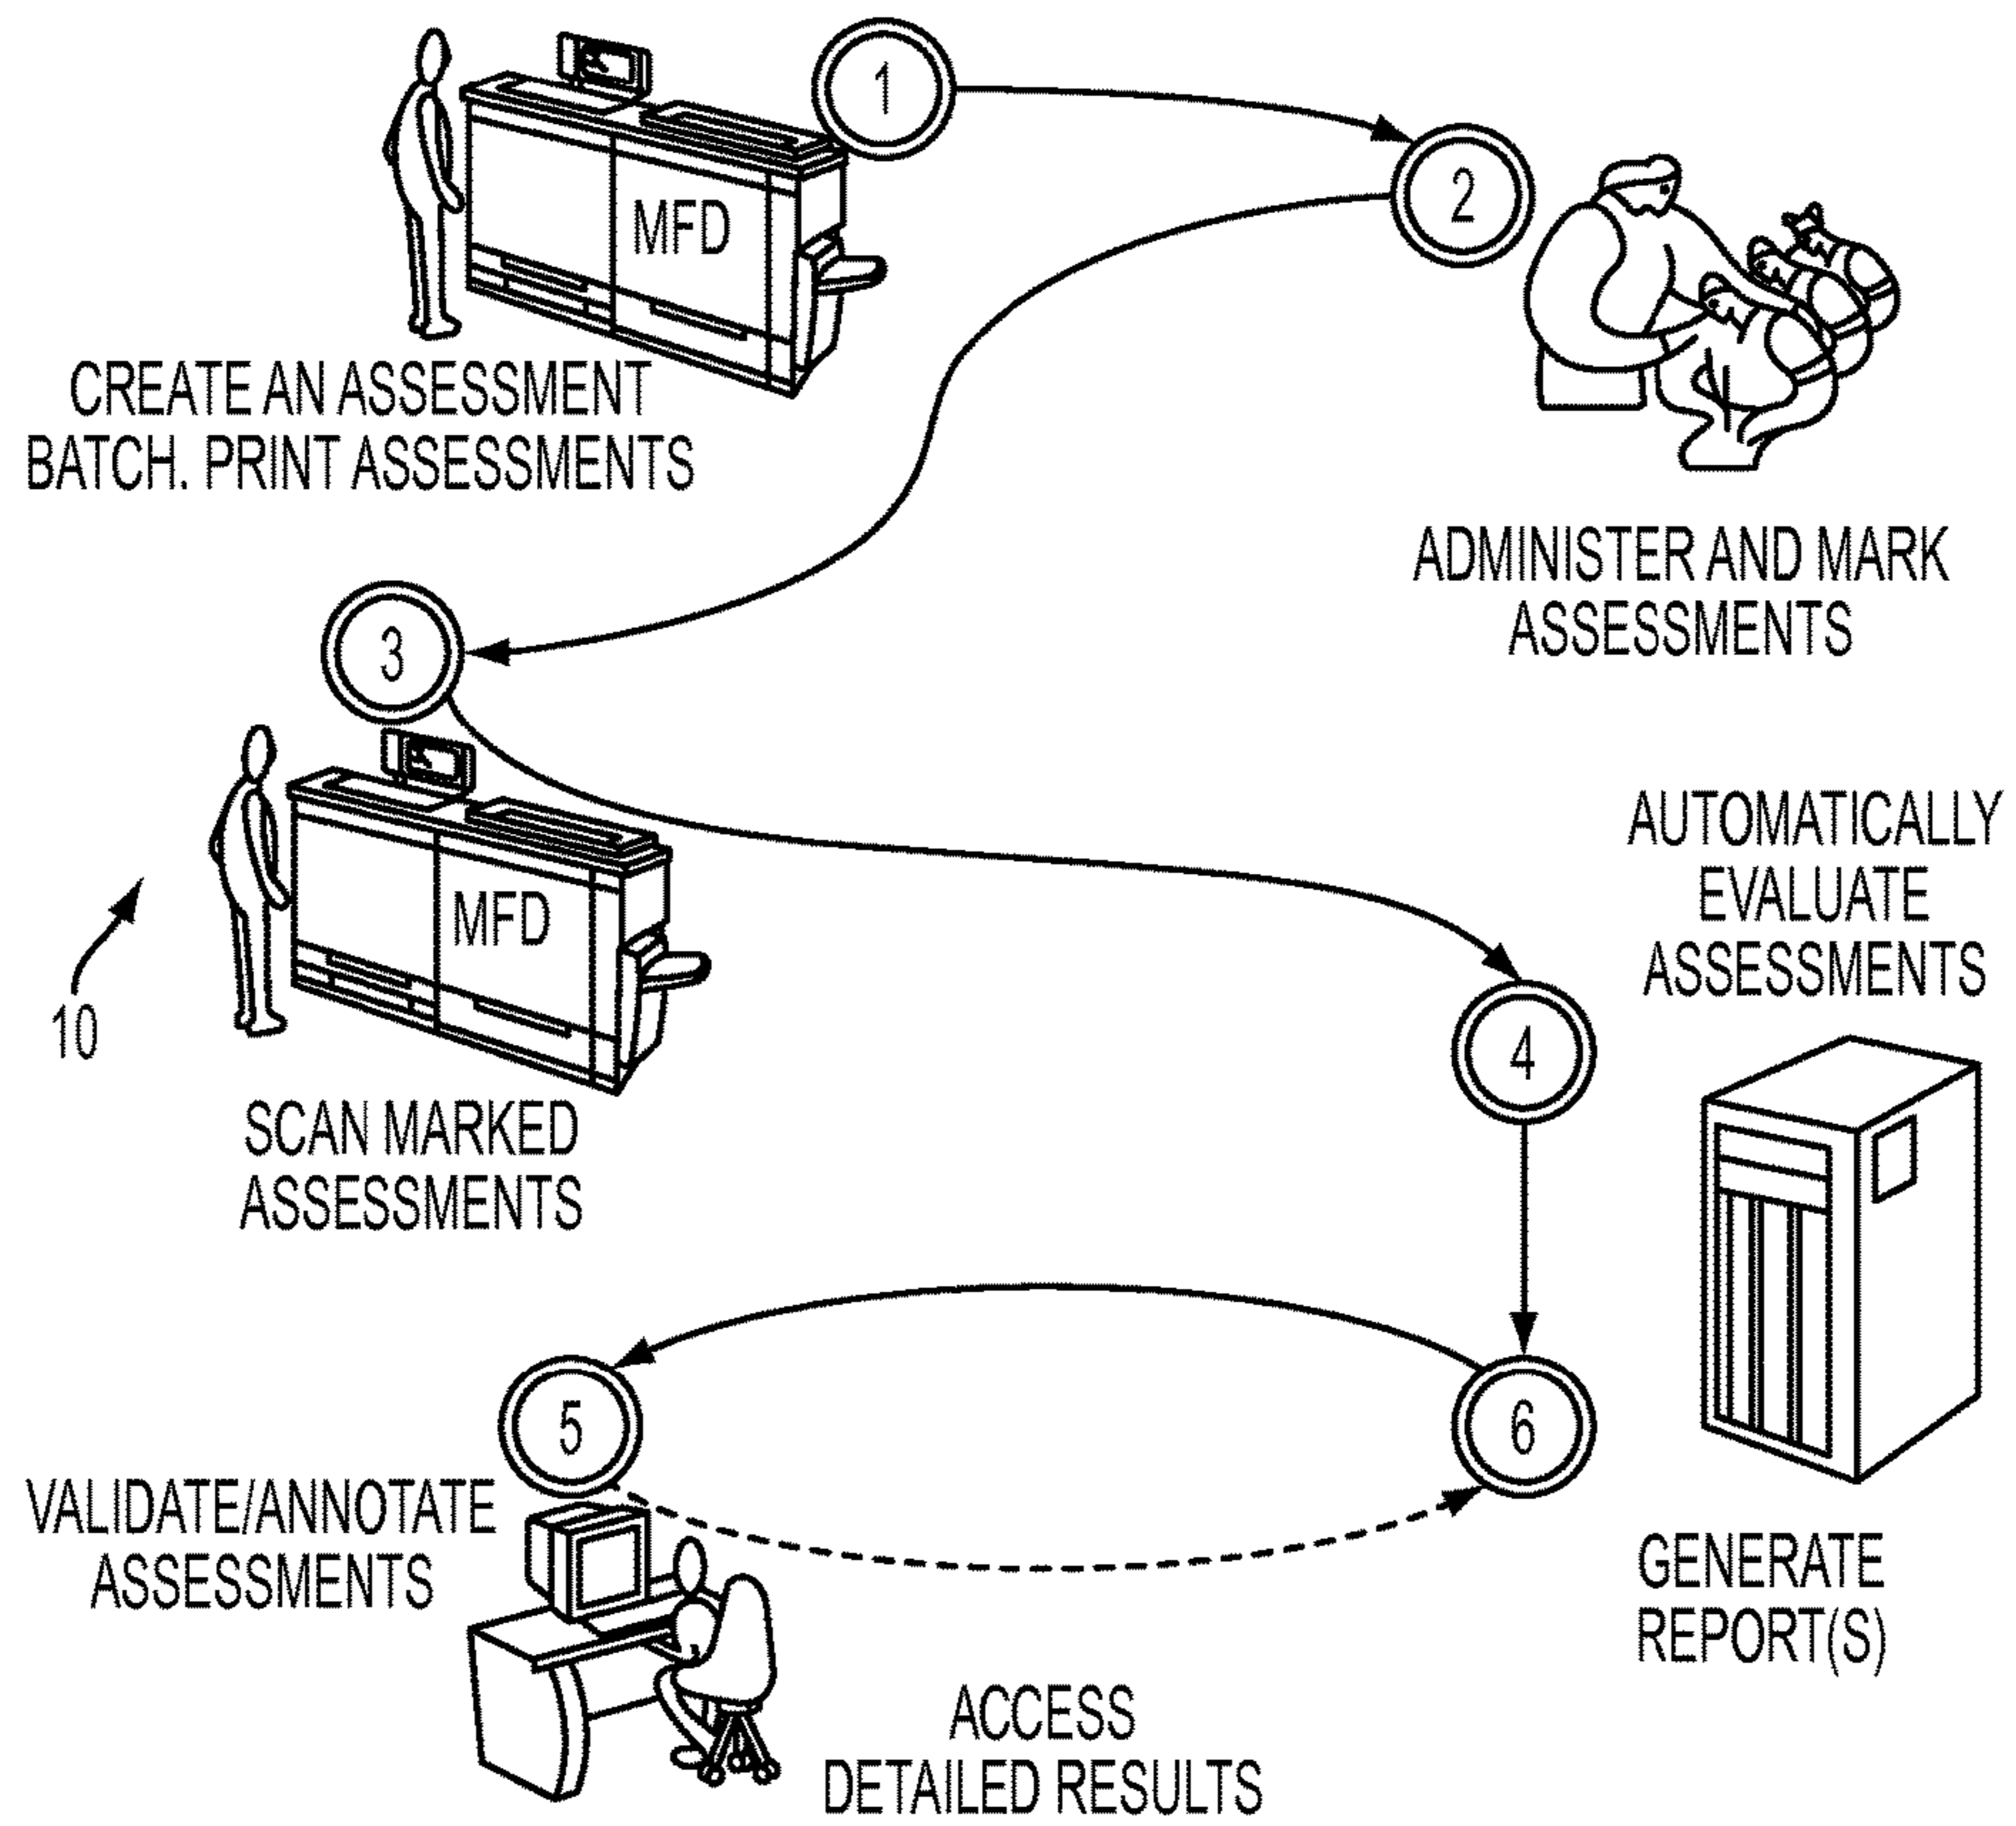 1
MFD
CREATE AN ASSESSMENT
BATCH. PRINT ASSESSMENTS
2
ADMINISTER AND MARK
ASSESSMENTS
3
MFD
SCAN MARKED
ASSESSMENTS
10
AUTOMATICALLY
EVALUATE
ASSESSMENTS
4
5
VALIDATE/ANNOTATE
ASSESSMENTS
6
GENERATE
REPORT(S)
ACCESS
DETAILED RESULTS